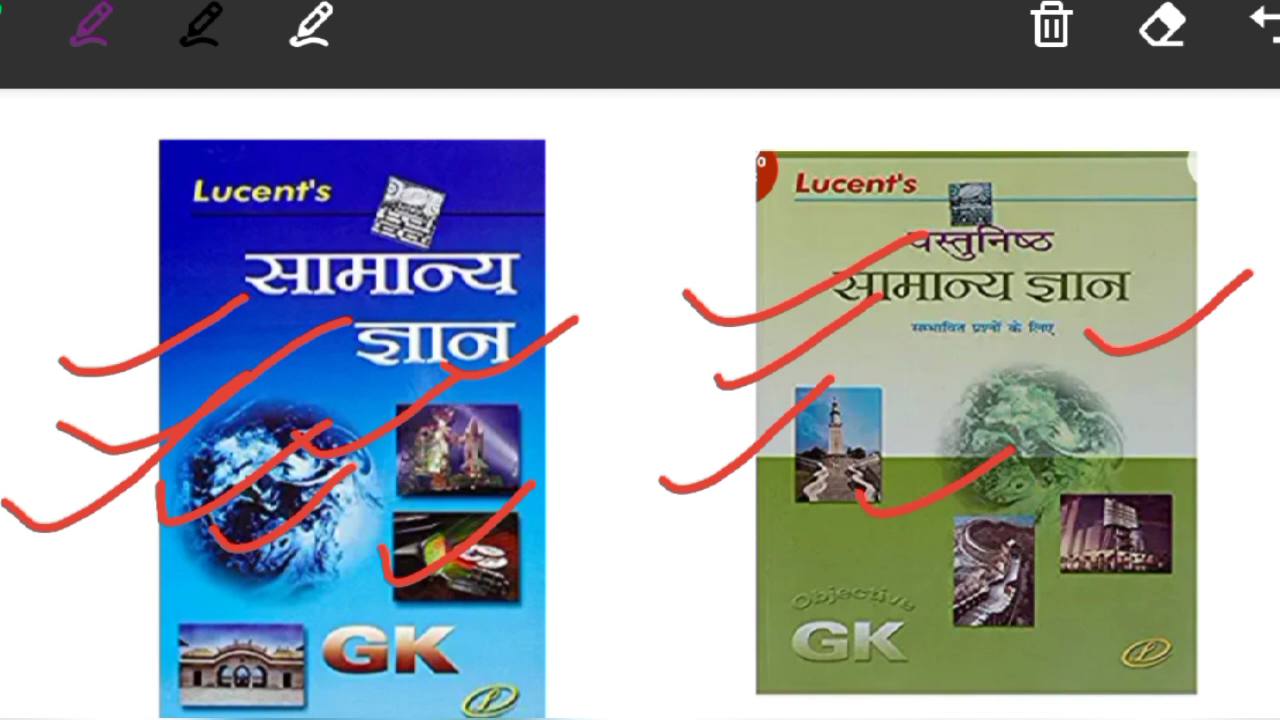 Lucent's
सामान्य
ज्ञान
GK
Lucent's
वस्तुनिष्ठ
सामान्य ज्ञान
सम्भावित प्रश्नों के लिए
Objective
GK